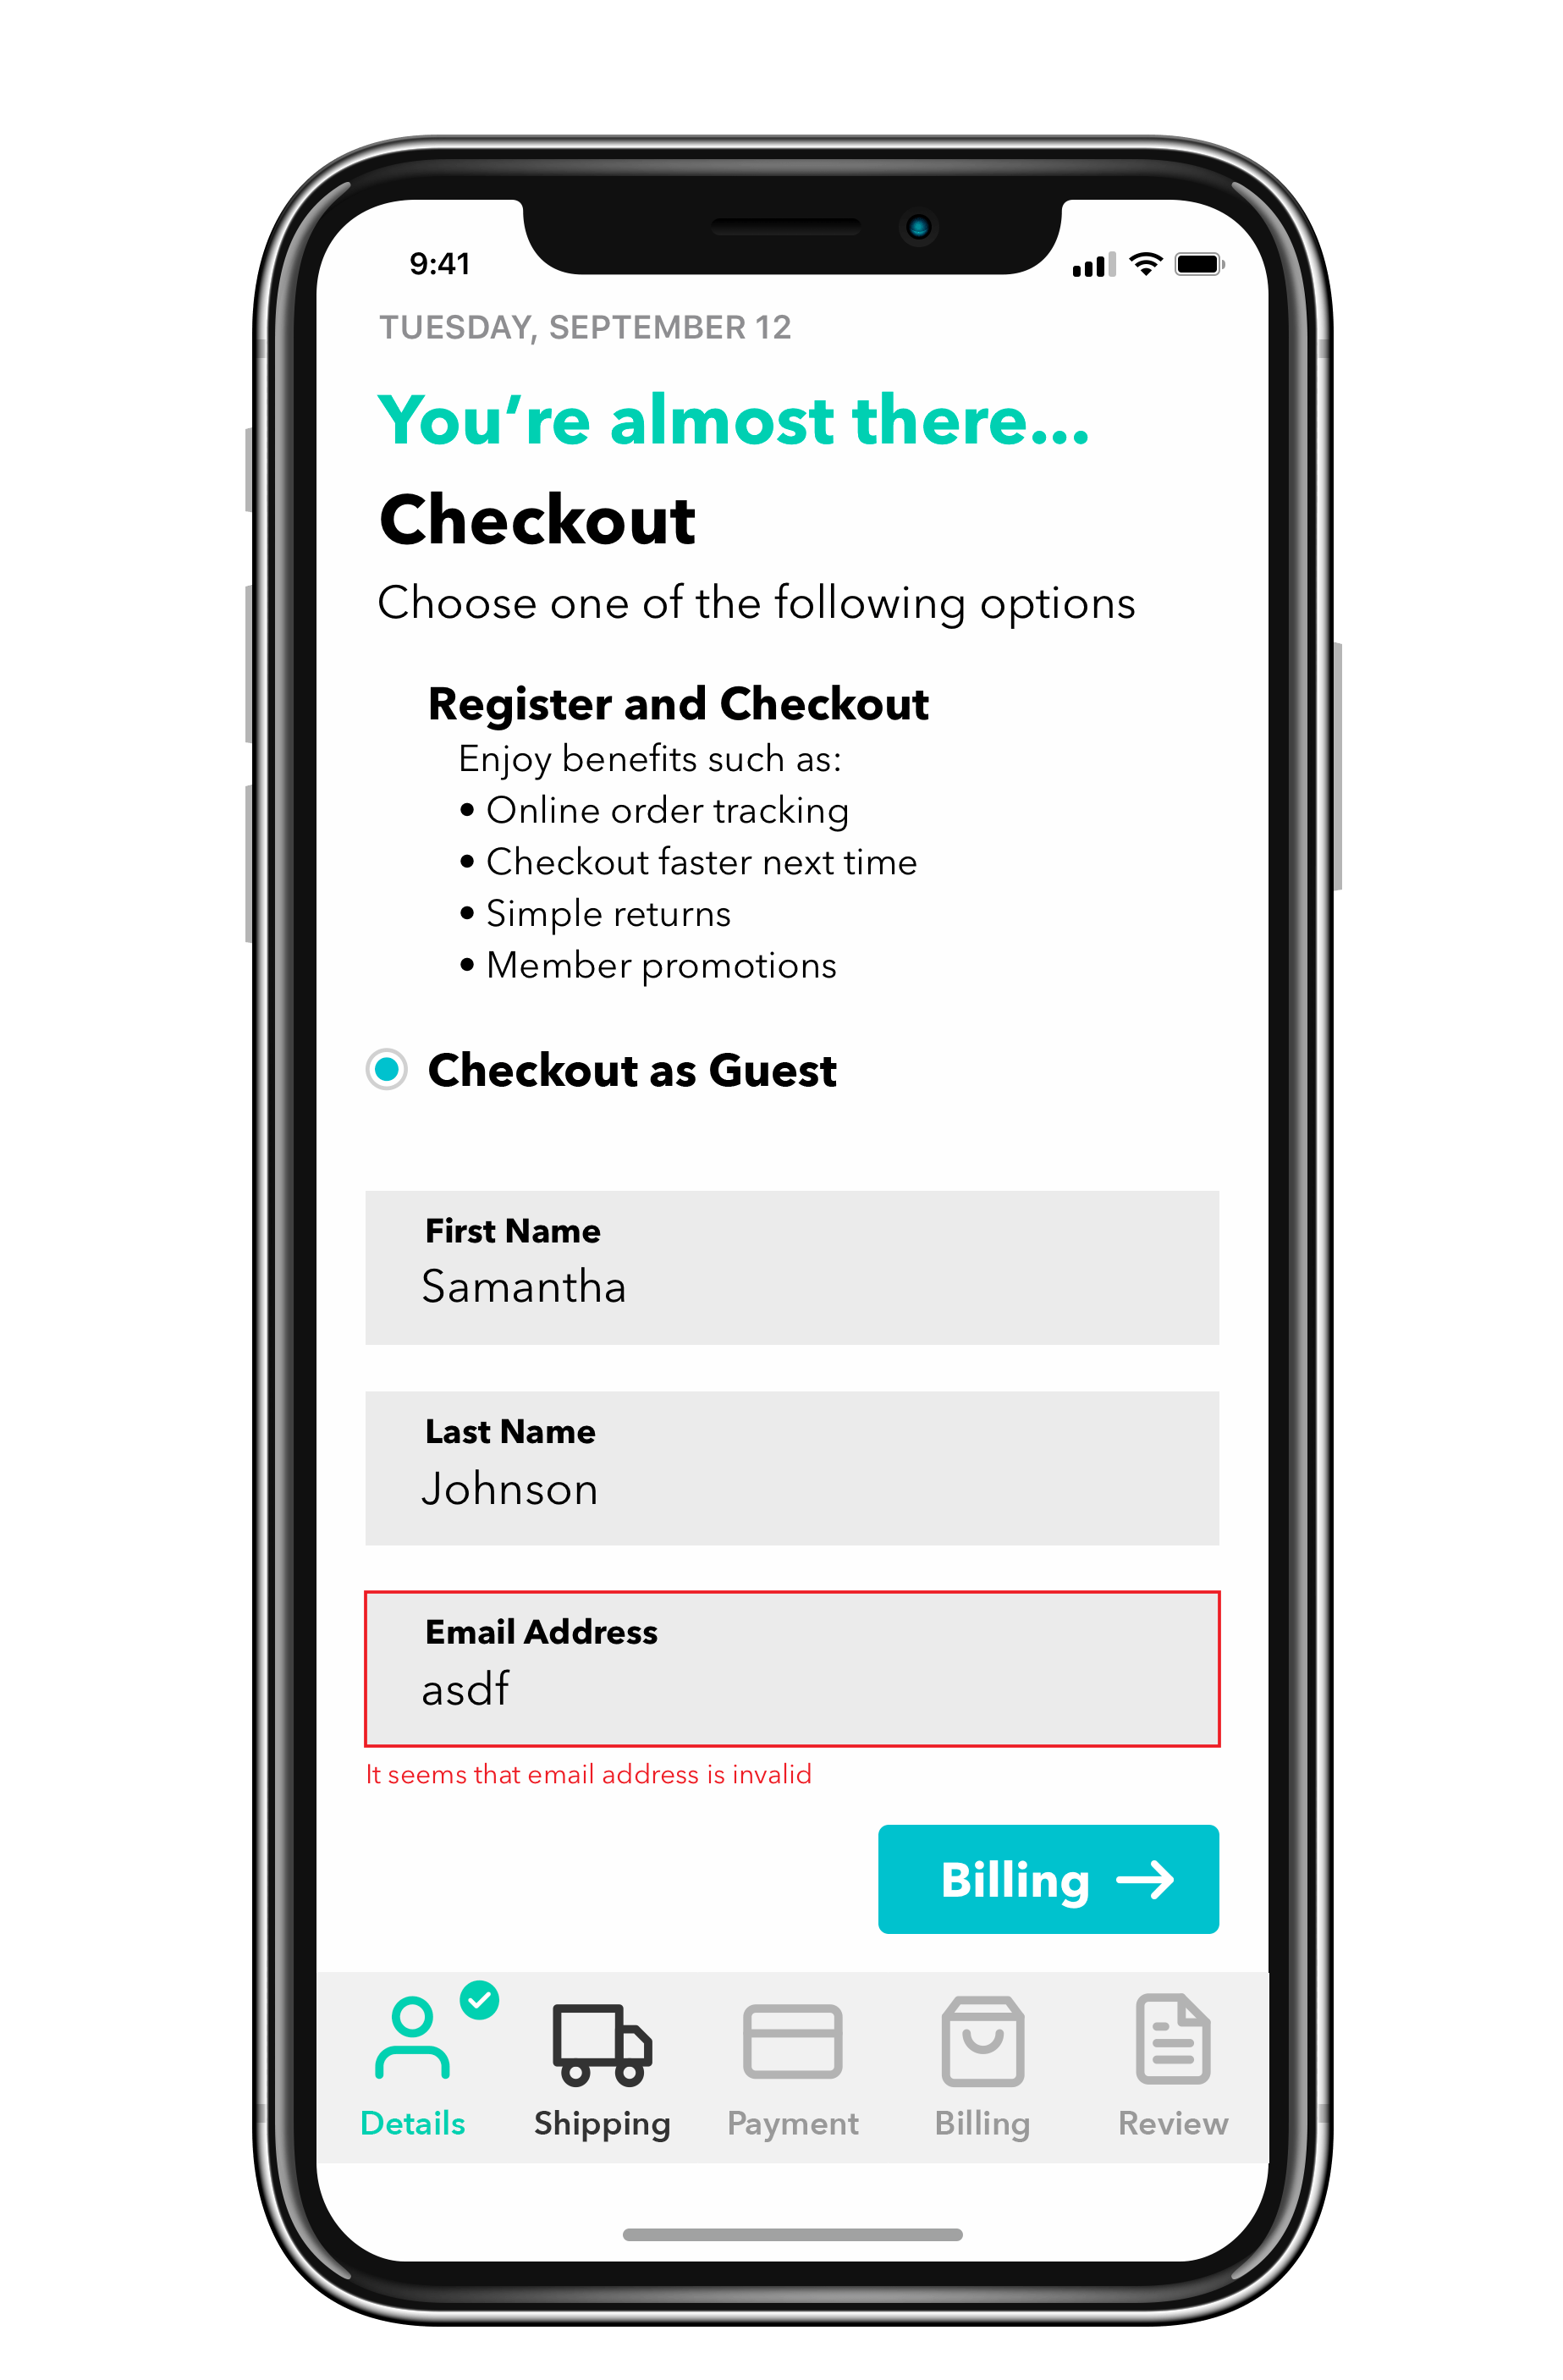 9:41
TUESDAY, SEPTEMBER 12
You’re almost there...
Checkout
Choose one of the following options
Register and Checkout
Enjoy benefits such as:
• Online order tracking
• Checkout faster next time
• Simple returns
• Member promotions
Checkout as Guest
First Name
Samantha
Last Name
Johnson
Email Address
asdf
It seems that email address is invalid
Billing →
Details Shipping Payment Billing Review